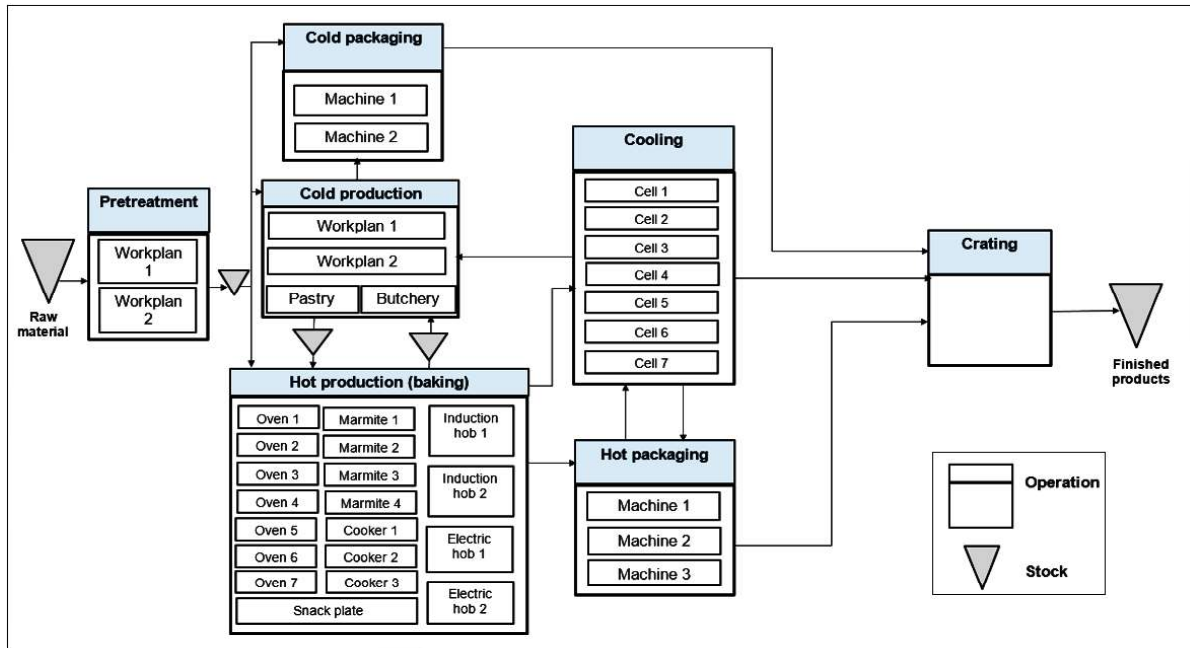 Cold packaging
Machine 1
Machine 2
Cold production
Workplan 1
Workplan 2
Pastry
Butchery
Pretreatment
Workplan
1
Workplan
2
Raw
material
Hot production (baking)
Oven 1
Oven 2
Oven 3
Oven 4
Oven 5
Oven 6
Oven 7
Marmite 1
Marmite 2
Marmite 3
Marmite 4
Cooker 1
Cooker 2
Cooker 3
Snack plate
Induction
hob 1
Induction
hob 2
Electric
hob 1
Electric
hob 2
Cooling
Cell 1
Cell 2
Cell 3
Cell 4
Cell 5
Cell 6
Cell 7
Hot packaging
Machine 1
Machine 2
Machine 3
Crating
Finished
products
Operation
Stock